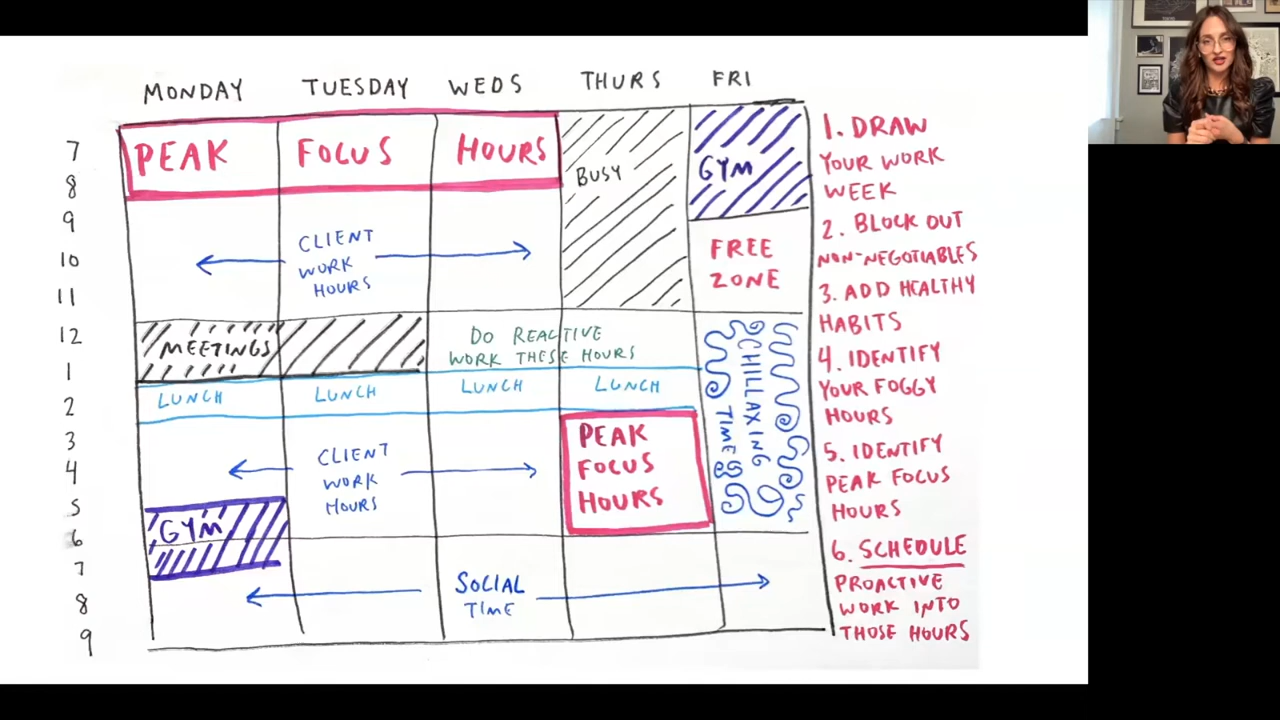 MONDAY TUESDAY WEDS THURS FRI
7
8
9
10
11
12
1
2
3
4
5
6
7
8
9
PEAK FOCUS HOURS
BUSY
GYM
CLIENT
WORK
HOURS
FREE
ZONE
MEETINGS
DO REACTIVE
WORK THESE HOURS
LUNCH LUNCH LUNCH LUNCH
CHILLAXING
TIME
CLIENT
WORK
HOURS
PEAK
FOCUS
HOURS
GYM
SOCIAL
TIME
1. DRAW
YOUR WORK
WEEK
2. BLOCK OUT
NON-NEGOTIABLES
3. ADD HEALTHY
HABITS
4. IDENTIFY
YOUR FOGGY
HOURS
5. IDENTIFY
PEAK FOCUS
HOURS
6. SCHEDULE
PROACTIVE
WORK INTO
THOSE HOURS